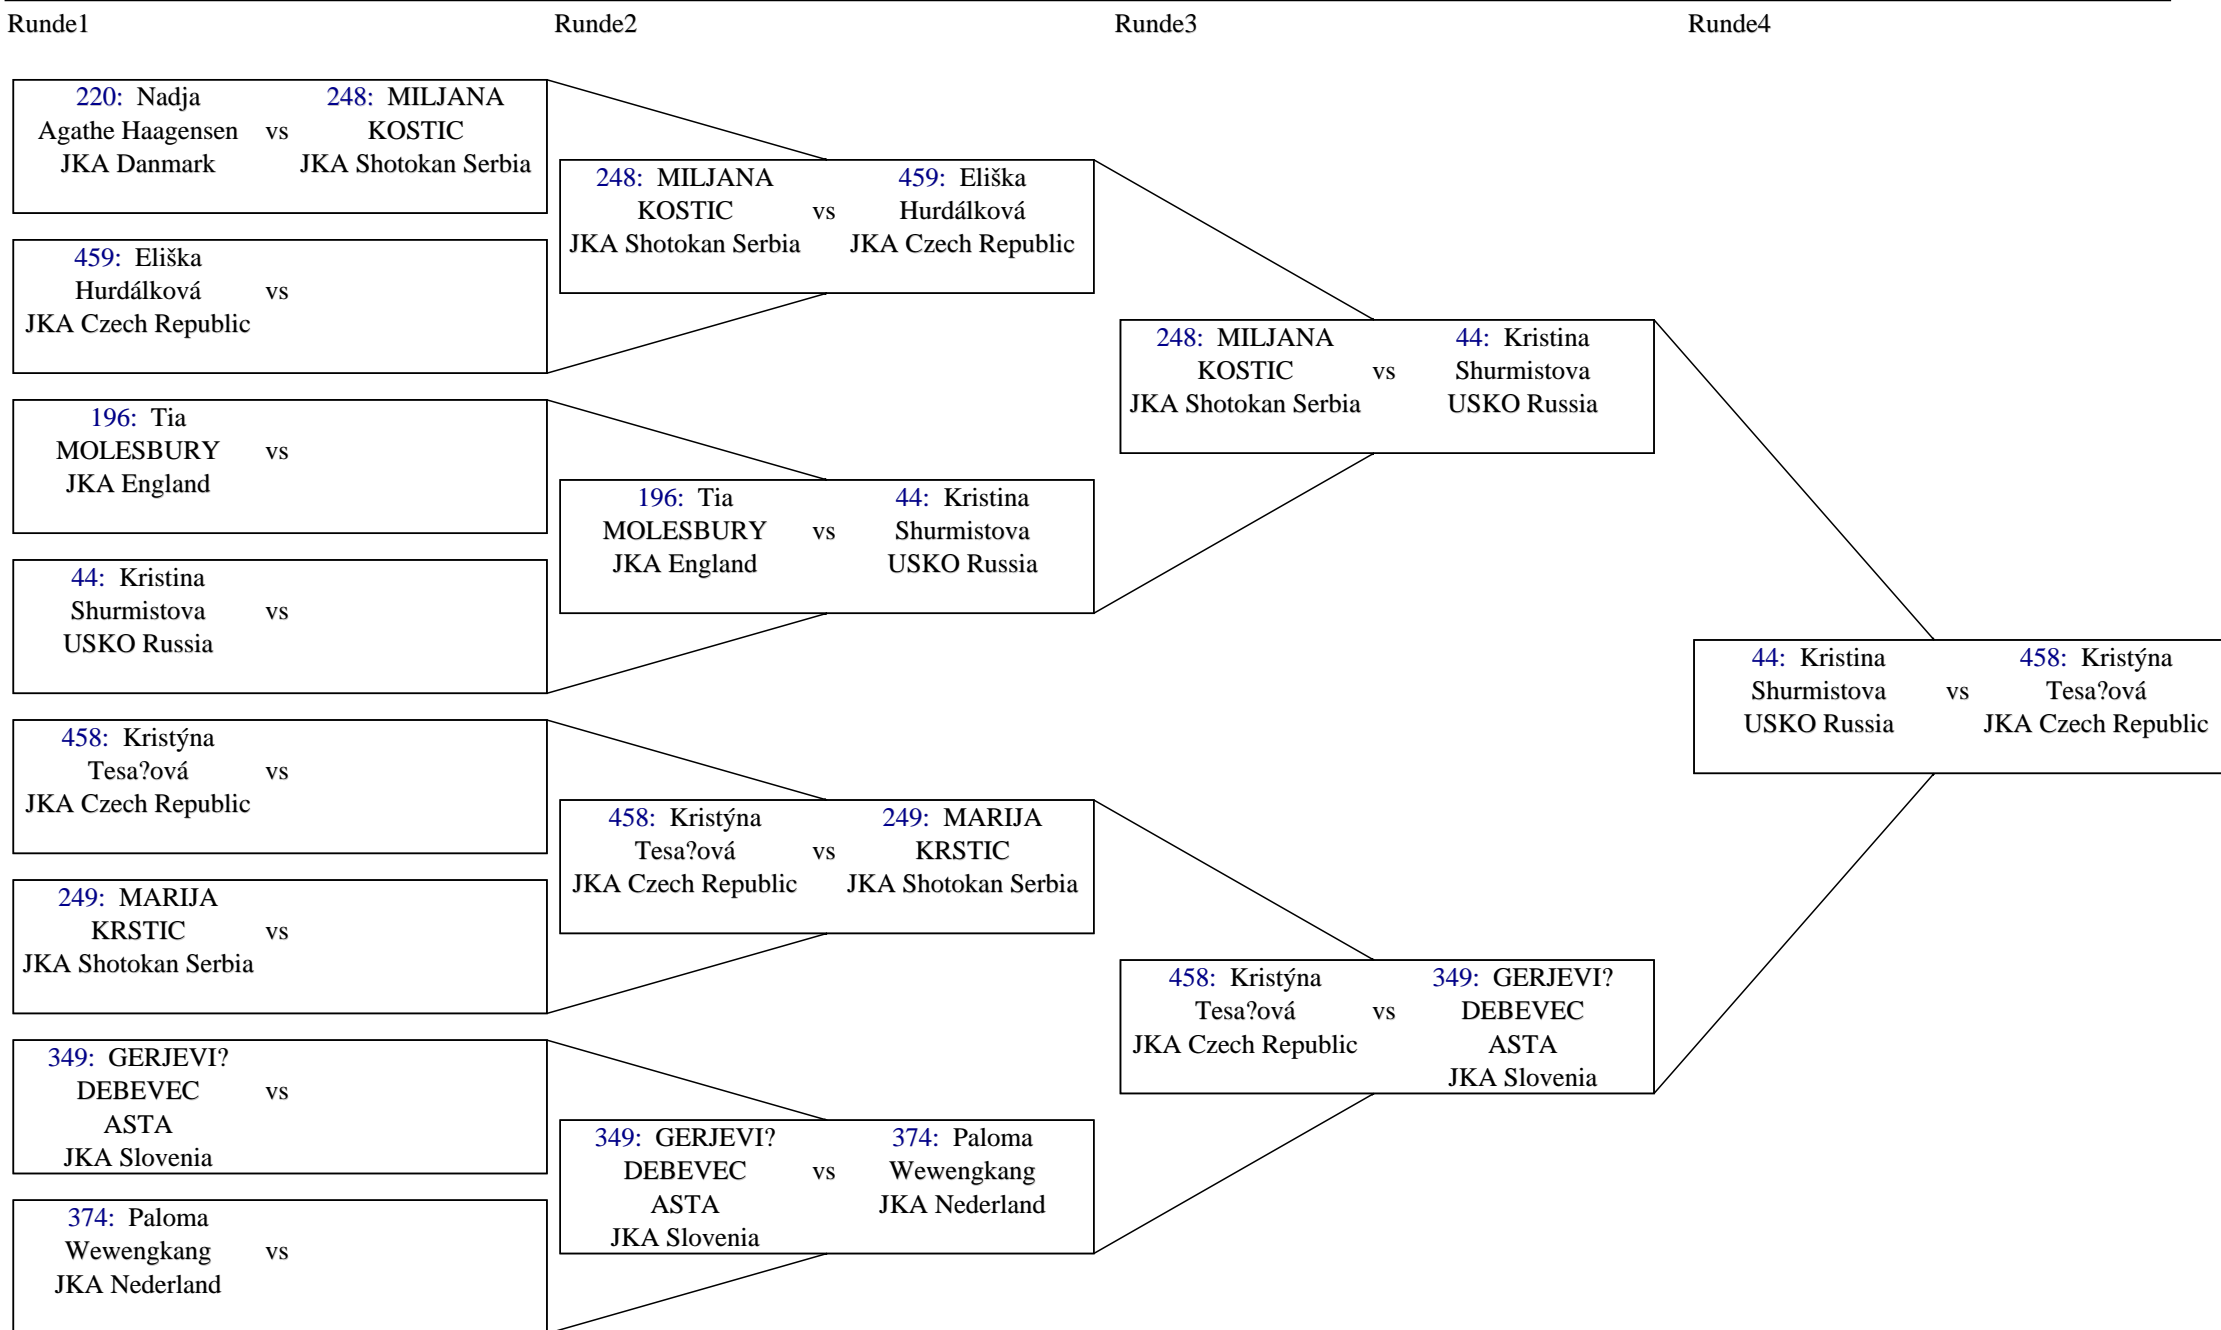 Runde1
Runde2
Runde3
Runde4
220: Nadja
Agathe Haagensen
JKA Danmark
vs
248: MILJANA
KOSTIC
JKA Shotokan Serbia
459: Eliška
Hurdálková
JKA Czech Republic
vs
196: Tia
MOLESBURY
JKA England
vs
44: Kristina
Shurmistova
USKO Russia
vs
458: Kristýna
Tesa?ová
JKA Czech Republic
vs
249: MARIJA
KRSTIC
JKA Shotokan Serbia
vs
349: GERJEVI?
DEBEVEC
ASTA
JKA Slovenia
vs
374: Paloma
Wewengkang
JKA Nederland
vs
248: MILJANA
KOSTIC
JKA Shotokan Serbia
vs
459: Eliška
Hurdálková
JKA Czech Republic
196: Tia
MOLESBURY
JKA England
vs
44: Kristina
Shurmistova
USKO Russia
458: Kristýna
Tesa?ová
JKA Czech Republic
vs
249: MARIJA
KRSTIC
JKA Shotokan Serbia
349: GERJEVI?
DEBEVEC
ASTA
JKA Slovenia
vs
374: Paloma
Wewengkang
JKA Nederland
248: MILJANA
KOSTIC
JKA Shotokan Serbia
vs
44: Kristina
Shurmistova
USKO Russia
458: Kristýna
Tesa?ová
JKA Czech Republic
vs
349: GERJEVI?
DEBEVEC
ASTA
JKA Slovenia
44: Kristina
Shurmistova
USKO Russia
vs
458: Kristýna
Tesa?ová
JKA Czech Republic